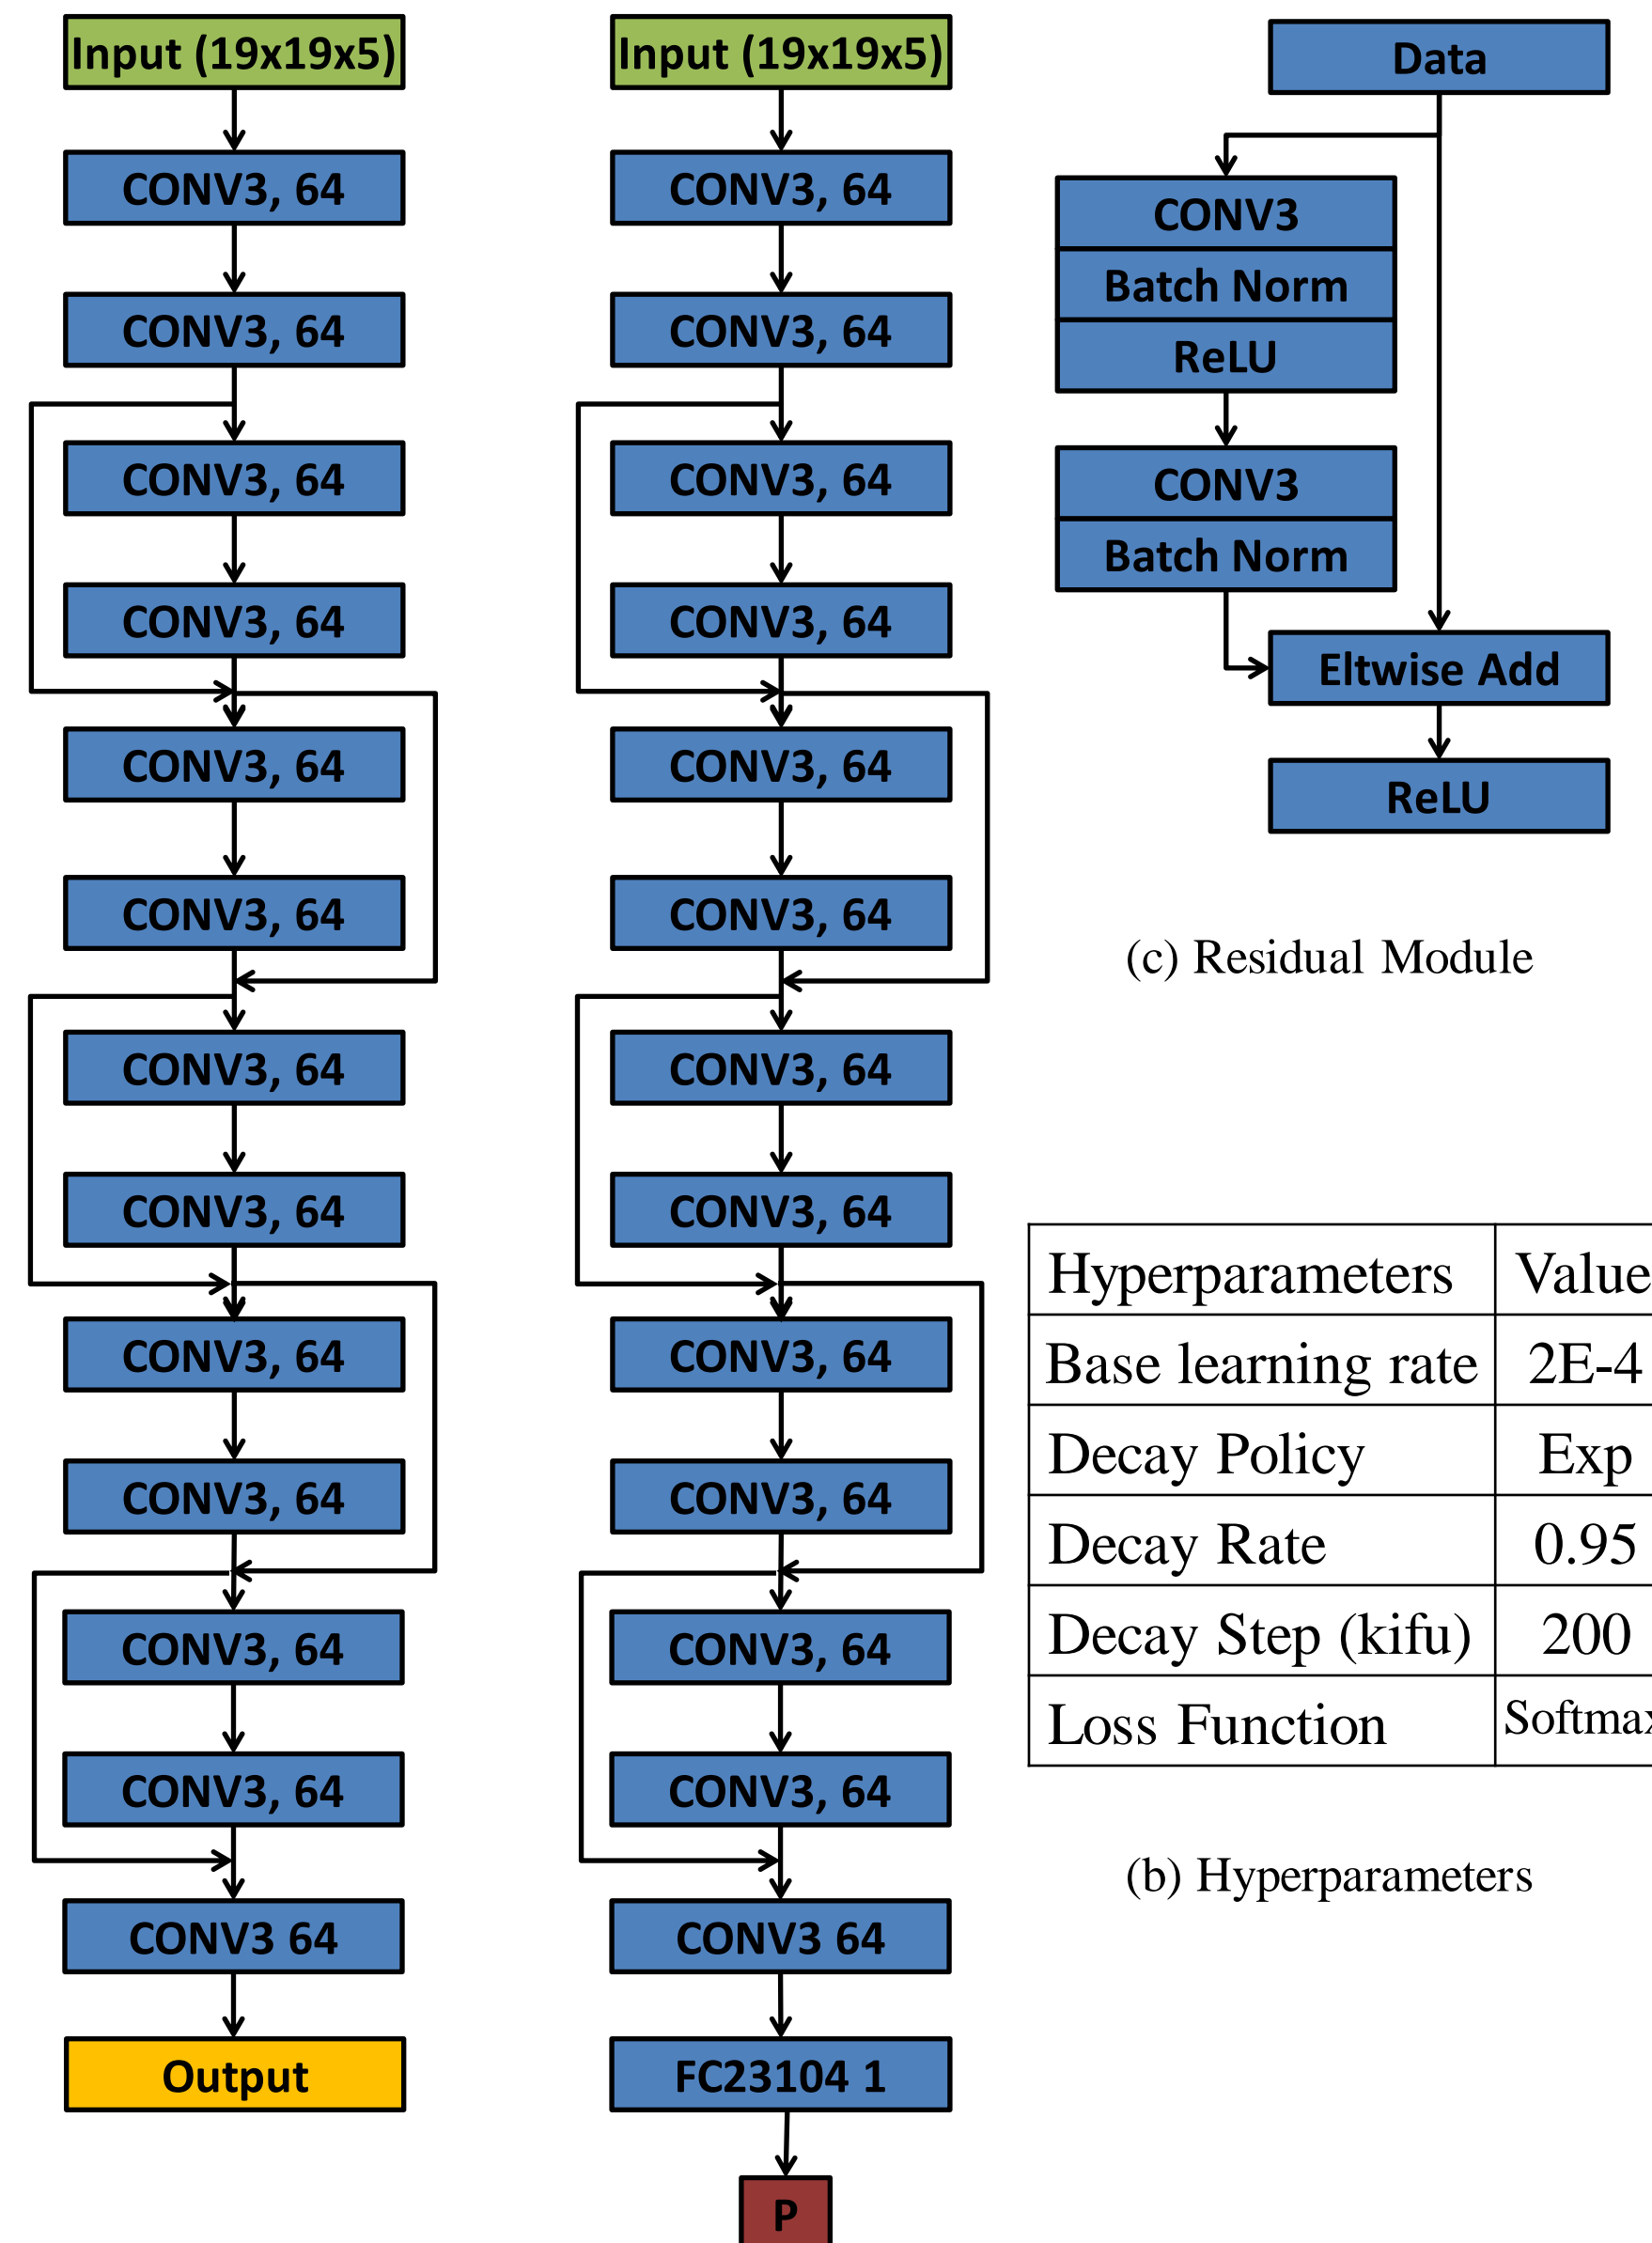 Input (19x19x5)
CONV3, 64
CONV3, 64
CONV3, 64
CONV3, 64
CONV3, 64
CONV3, 64
CONV3, 64
CONV3, 64
CONV3, 64
CONV3, 64
CONV3, 64
CONV3, 64
CONV3 64
Output
Input (19x19x5)
CONV3, 64
CONV3, 64
CONV3, 64
CONV3, 64
CONV3, 64
CONV3, 64
CONV3, 64
CONV3, 64
CONV3, 64
CONV3, 64
CONV3, 64
CONV3, 64
CONV3 64
FC23104 1
P
Data
CONV3
Batch Norm
ReLU
CONV3
Batch Norm
Eltwise Add
ReLU
(c) Residual Module
Hyperparameters Value
Base learning rate 2E-4
Decay Policy Exp
Decay Rate 0.95
Decay Step (kifu) 200
Loss Function Softmax
(b) Hyperparameters